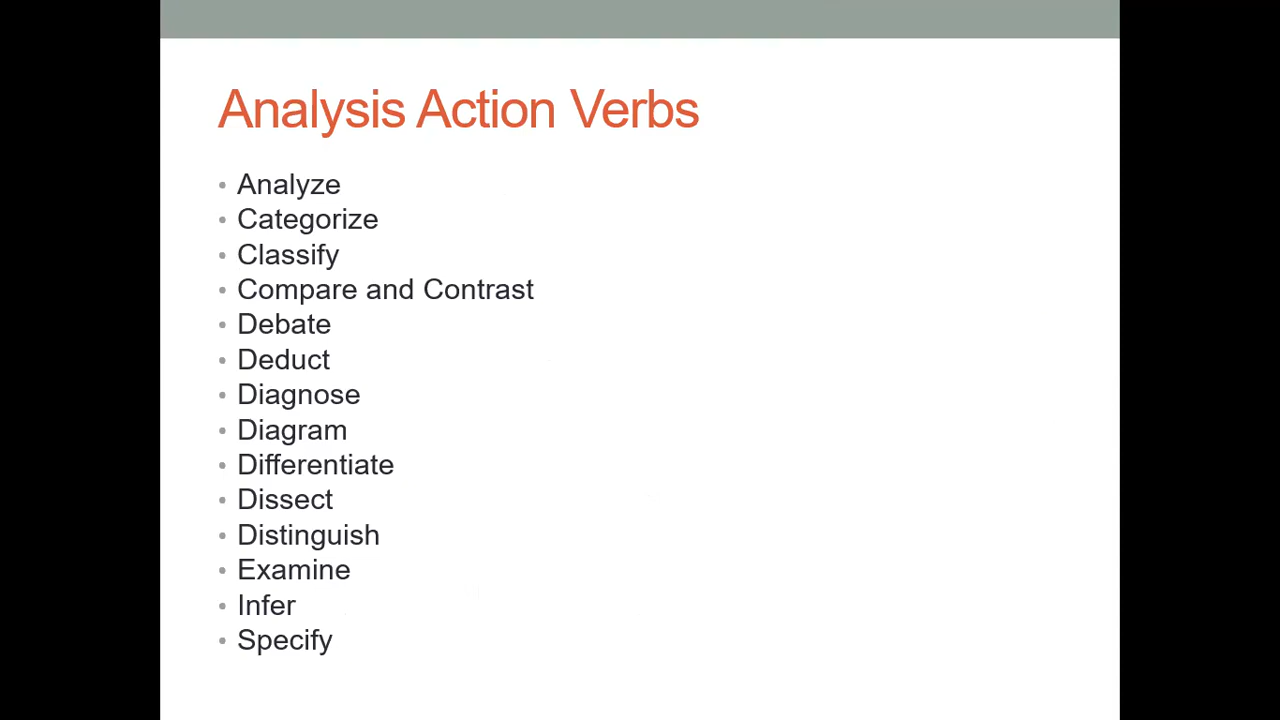 Analysis Action Verbs
• Analyze
• Categorize
• Classify
• Compare and Contrast
• Debate
• Deduct
• Diagnose
• Diagram
• Differentiate
• Dissect
• Distinguish
• Examine
• Infer
• Specify